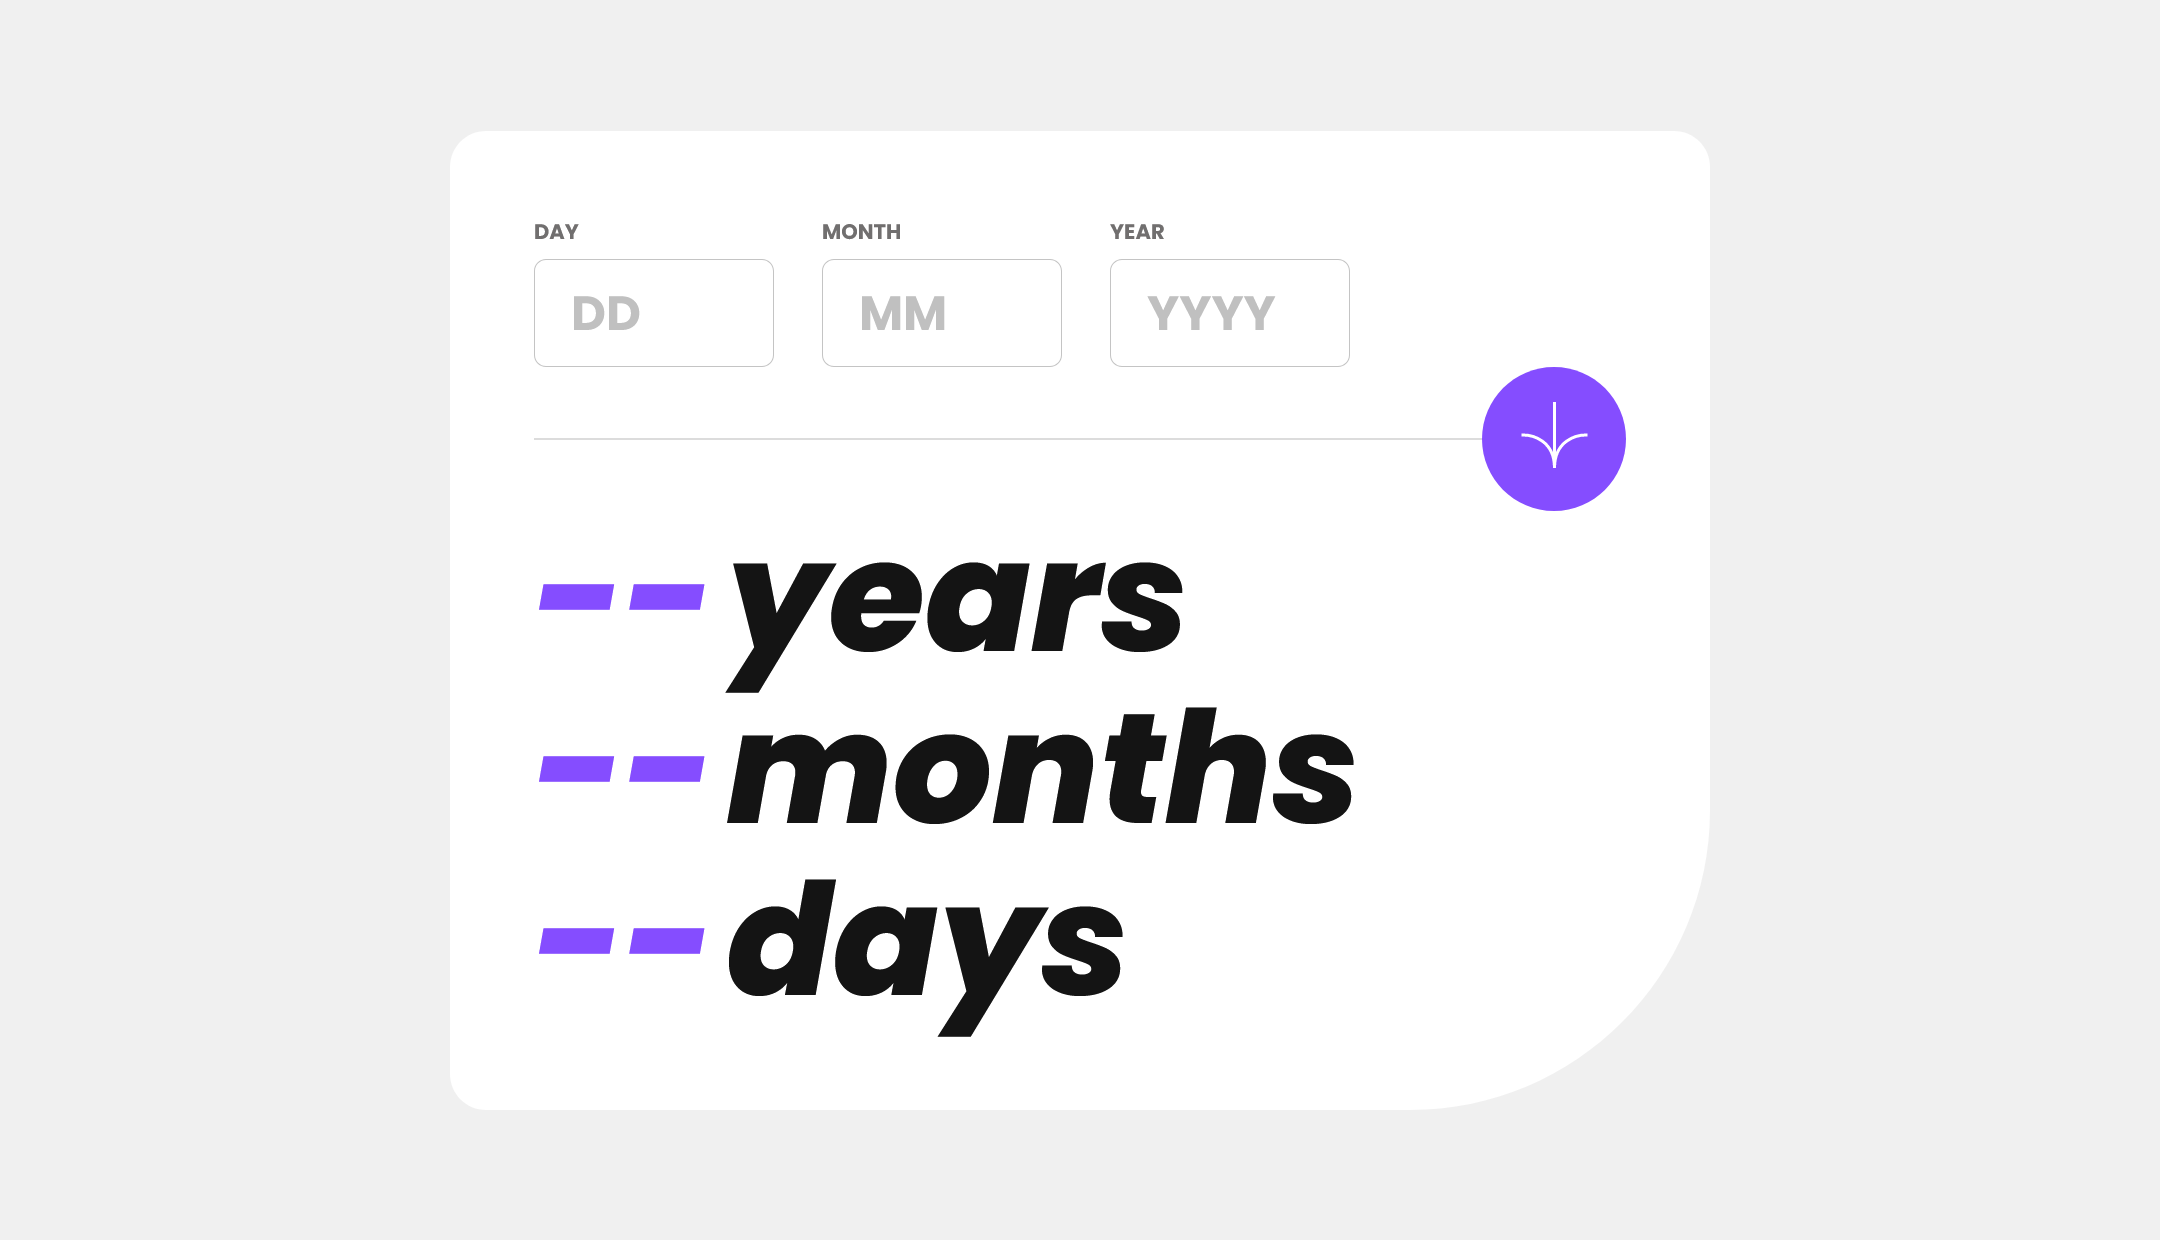 DAY MONTH YEAR
DD MM YYYY
-- years
-- months
-- days